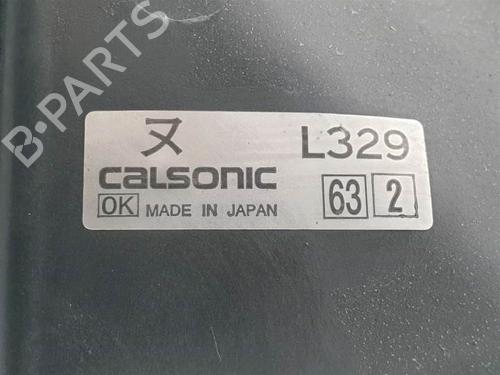 B-PARTS
ヌ L329
CALSONIC 63 2
OK MADE IN JAPAN